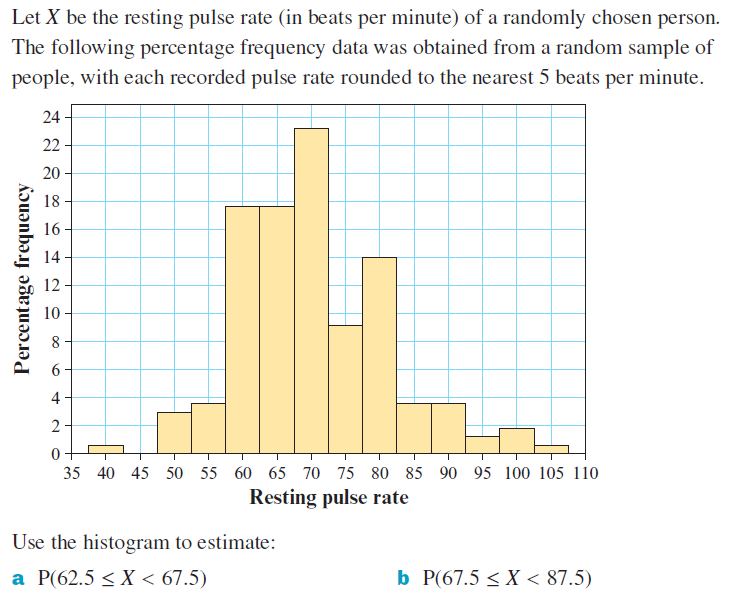 Let X be the resting pulse rate (in beats per minute) of a randomly chosen person.
The following percentage frequency data was obtained from a random sample of
people, with each recorded pulse rate rounded to the nearest 5 beats per minute.
Percentage frequency
24
22
20
18
16
14
12
10
8
6
4
2
0
35 40 45 50 55 60 65 70 75 80 85 90 95 100 105 110
Resting pulse rate
Use the histogram to estimate:
a P(62.5 ≤ X < 67.5) b P(67.5 ≤ X < 87.5)